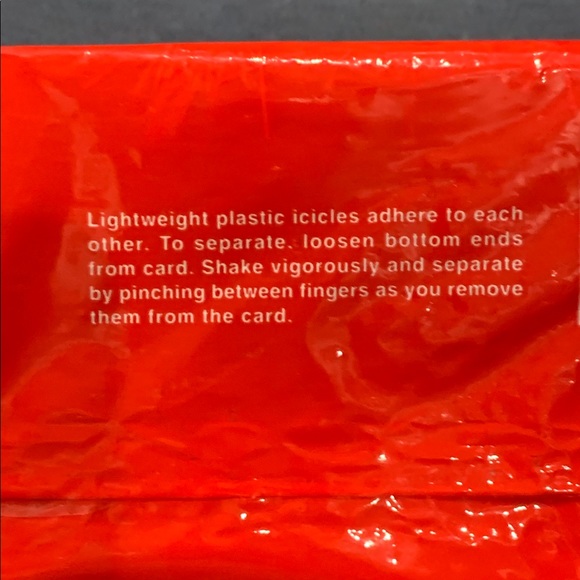 Lightweight plastic icicles adhere to each
other. To separate. loosen bottom ends
from card. Shake vigorously and separate
by pinching between fingers as you remove
them from the card.